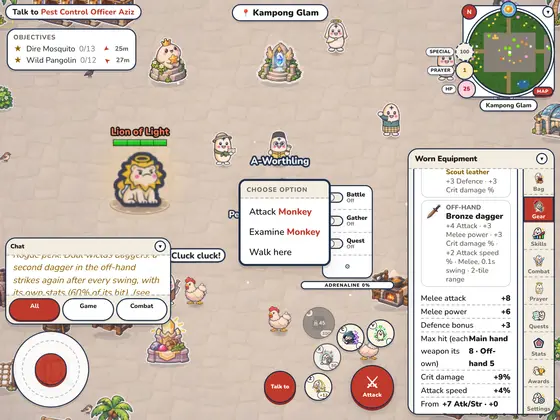 Talk to Pest Control Officer Aziz
OBJECTIVES
★ Dire Mosquito 0/13 25m
★ Wild Pangolin 0/12 27m
Kampong Glam
N
SPECIAL 100
PRAYER 1
HP 25
MAP
Kampong Glam
Lion of Light
A-Worthling
CHOOSE OPTION
Attack Monkey
Examine Monkey
Walk here
Battle
Off
Gather
Off
Quest
Off
ADRENALINE 0%
Cluck cluck!
Chat
second dagger in the off-hand
strikes again after every swing, with
its own stats (60% of its hit). (see
All
Game
Combat
Talk to
Attack
Worn Equipment
Scout leather
+3 Defence · +3
Crit damage %
OFF-HAND
Bronze dagger
+4 Attack · +3
Melee power · +3
Crit damage % ·
+2 Attack speed
% · Melee, 0.1s
swing · 2-tile
range
Melee attack +8
Melee power +6
Defence bonus +3
Max hit (each weapon its own) Main hand 8 · Off-hand 5
Crit damage +9%
Attack speed +4%
From +7 Atk/Str · +0
Bag
Gear
Skills
Combat
Prayer
Quests
Stats
Awards
Settings